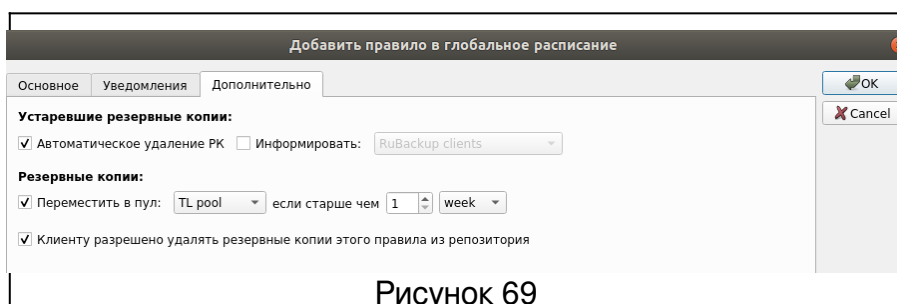 Добавить правило в глобальное расписание
Основное Уведомления Дополнительно
OK
Cancel
Устаревшие резервные копии:
Автоматическое удаление РК Информировать: RuBackup clients
Резервные копии:
Переместить в пул: TL pool если старше чем 1 week
Клиенту разрешено удалять резервные копии этого правила из репозитория
Рисунок 69